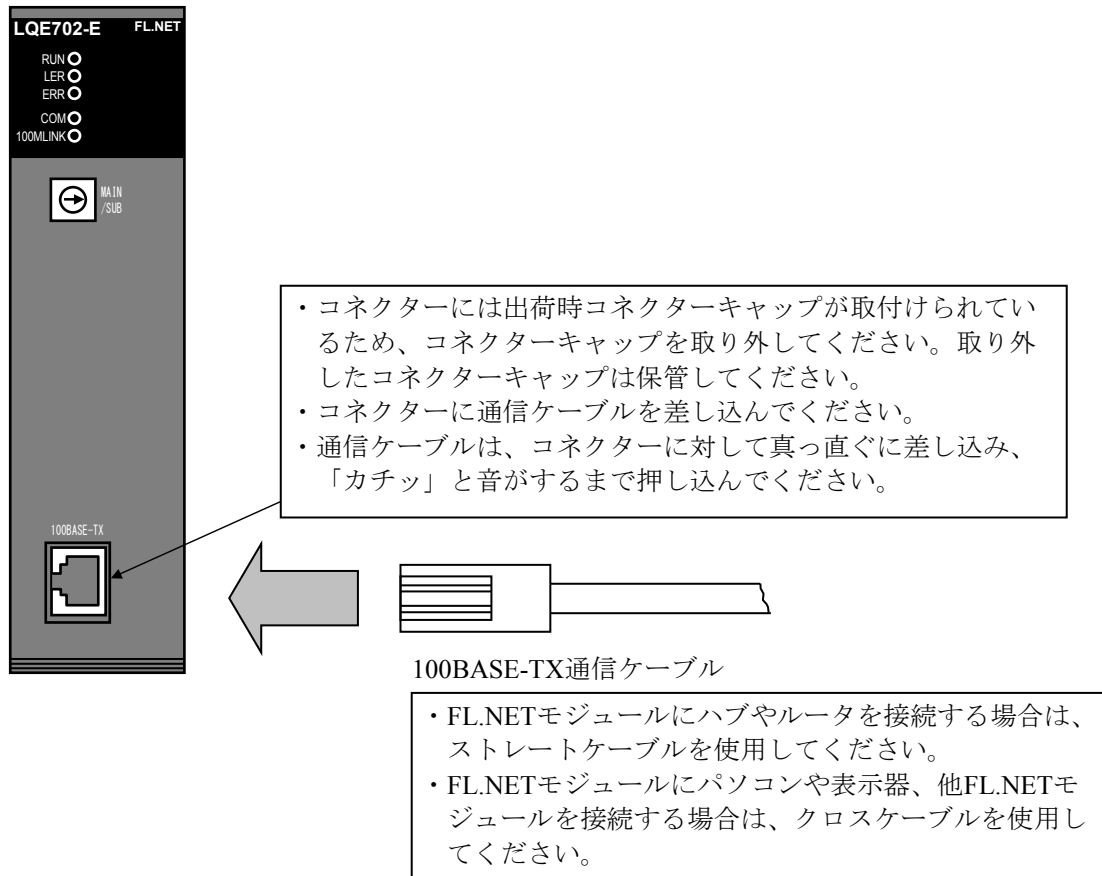 LQE702-E FL.NET
RUN
LER
ERR
COM
100MLINK
MAIN
/SUB
・コネクターには出荷時コネクターキャップが取付けられてい
るため、コネクターキャップを取り外してください。取り外
したコネクターキャップは保管してください。
・コネクターに通信ケーブルを差し込んでください。
・通信ケーブルは、コネクターに対して真っ直ぐに差し込み、
「カチッ」と音がするまで押し込んでください。
100BASE-TX
100BASE-TX通信ケーブル
・FL.NETモジュールにハブやルータを接続する場合は、
ストレートケーブルを使用してください。
・FL.NETモジュールにパソコンや表示器、他FL.NETモ
ジュールを接続する場合は、クロスケーブルを使用し
てください。